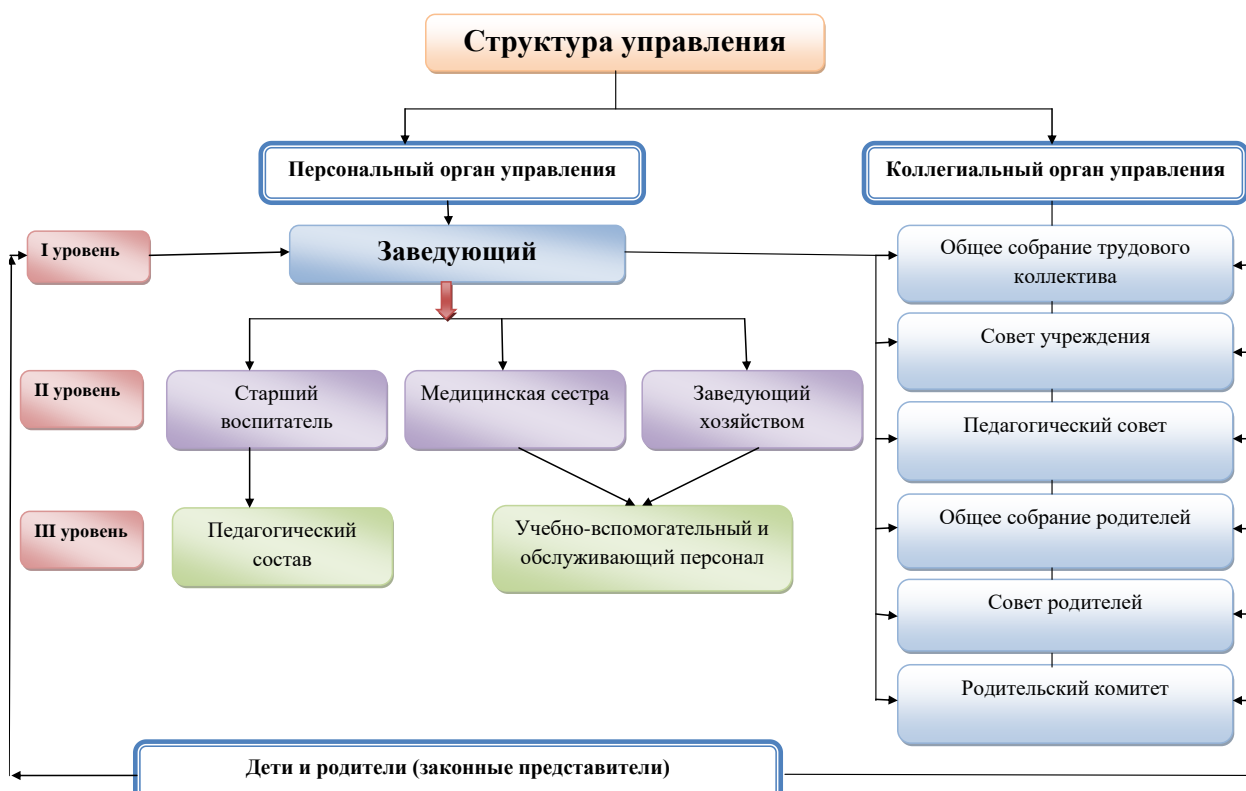 Структура управления
Персональный орган управления
Коллегиальный орган управления
I уровень
Заведующий
Общее собрание трудового
коллектива
Совет учреждения
II уровень
Старший
воспитатель
Медицинская сестра
Заведующий
хозяйством
Педагогический совет
III уровень
Педагогический
состав
Учебно-вспомогательный и
обслуживающий персонал
Общее собрание родителей
Совет родителей
Родительский комитет
Дети и родители (законные представители)